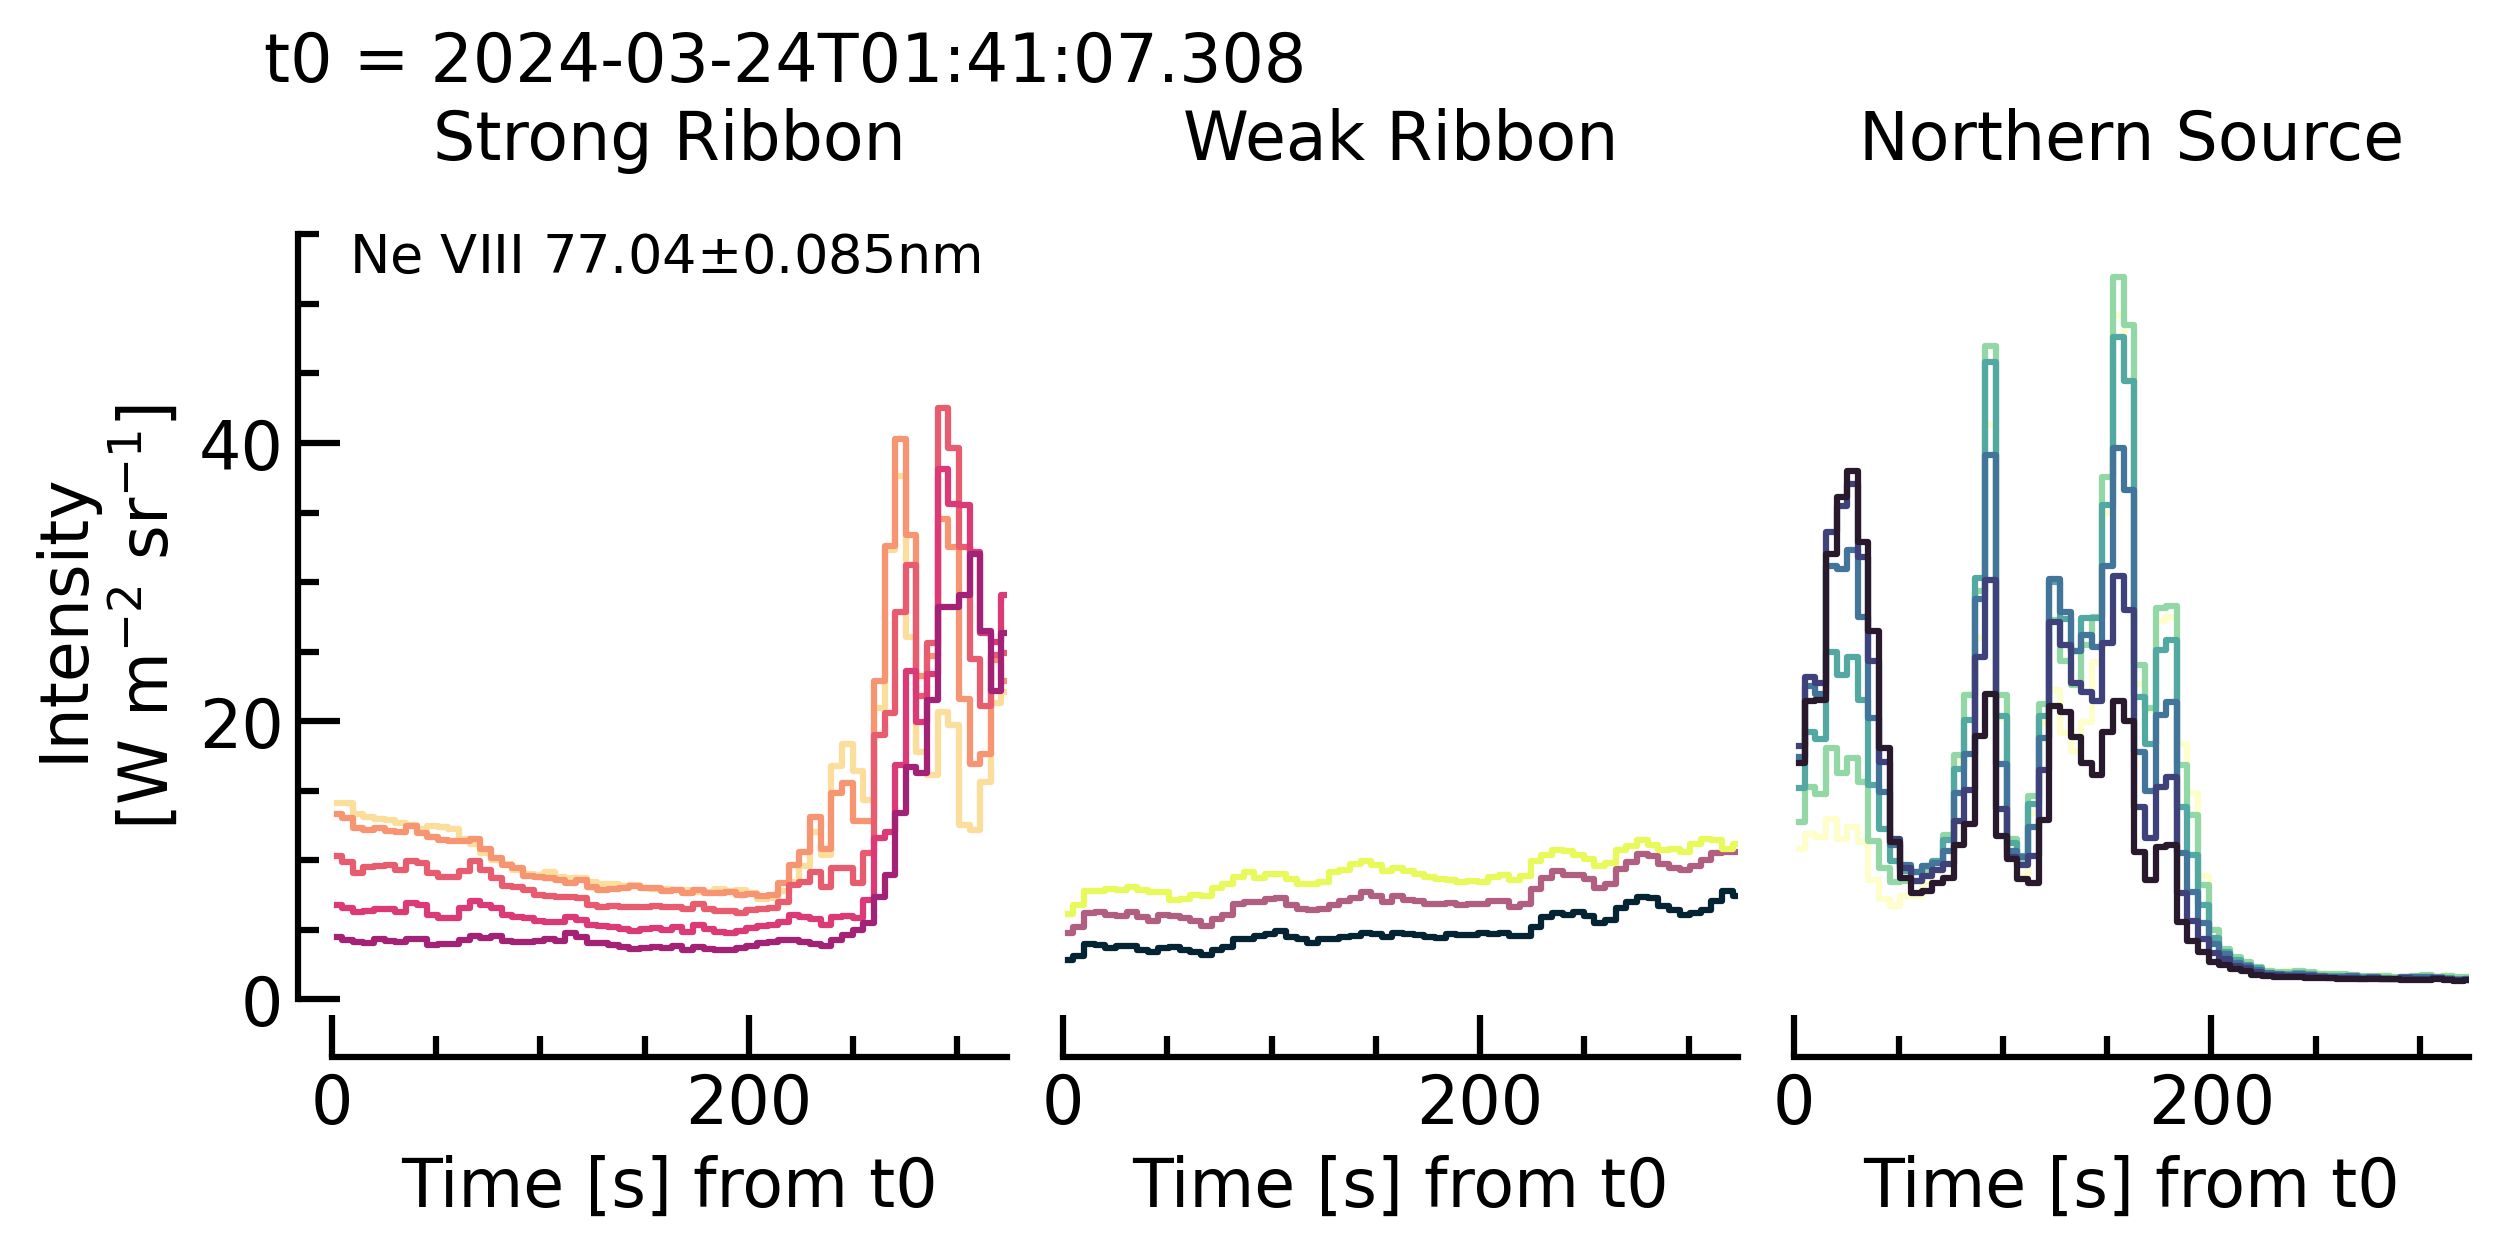 t0 = 2024-03-24T01:41:07.308
Strong Ribbon
Weak Ribbon
Northern Source
Ne VIII 77.04±0.085nm
Intensity
[W m⁻² sr⁻¹]
40
20
0
0 200
0 200
0 200
Time [s] from t0
Time [s] from t0
Time [s] from t0